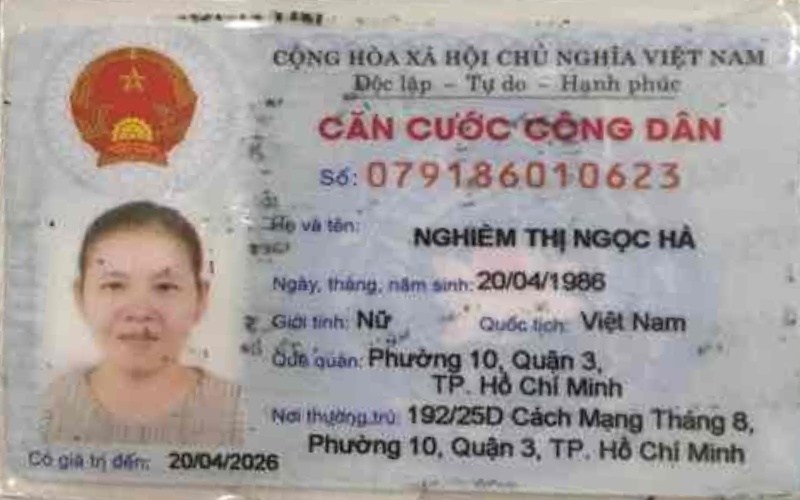 CỘNG HÒA XÃ HỘI CHỦ NGHĨA VIỆT NAM
Độc lập - Tự do - Hạnh phúc
CĂN CƯỚC CÔNG DÂN
Số: 079186010623
Họ và tên: NGHIÊM THỊ NGỌC HÀ
Ngày, tháng, năm sinh: 20/04/1986
Giới tính: Nữ Quốc tịch: Việt Nam
Quê quán: Phường 10, Quận 3,
TP. Hồ Chí Minh
Nơi thường trú: 192/25D Cách Mạng Tháng 8,
Phường 10, Quận 3, TP. Hồ Chí Minh
Có giá trị đến: 20/04/2026